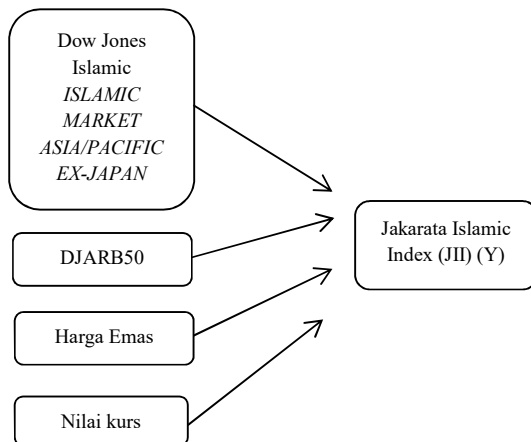 Dow Jones
Islamic
ISLAMIC
MARKET
ASIA/PACIFIC
EX-JAPAN
DJARB50
Harga Emas
Nilai kurs
Jakarata Islamic
Index (JII) (Y)